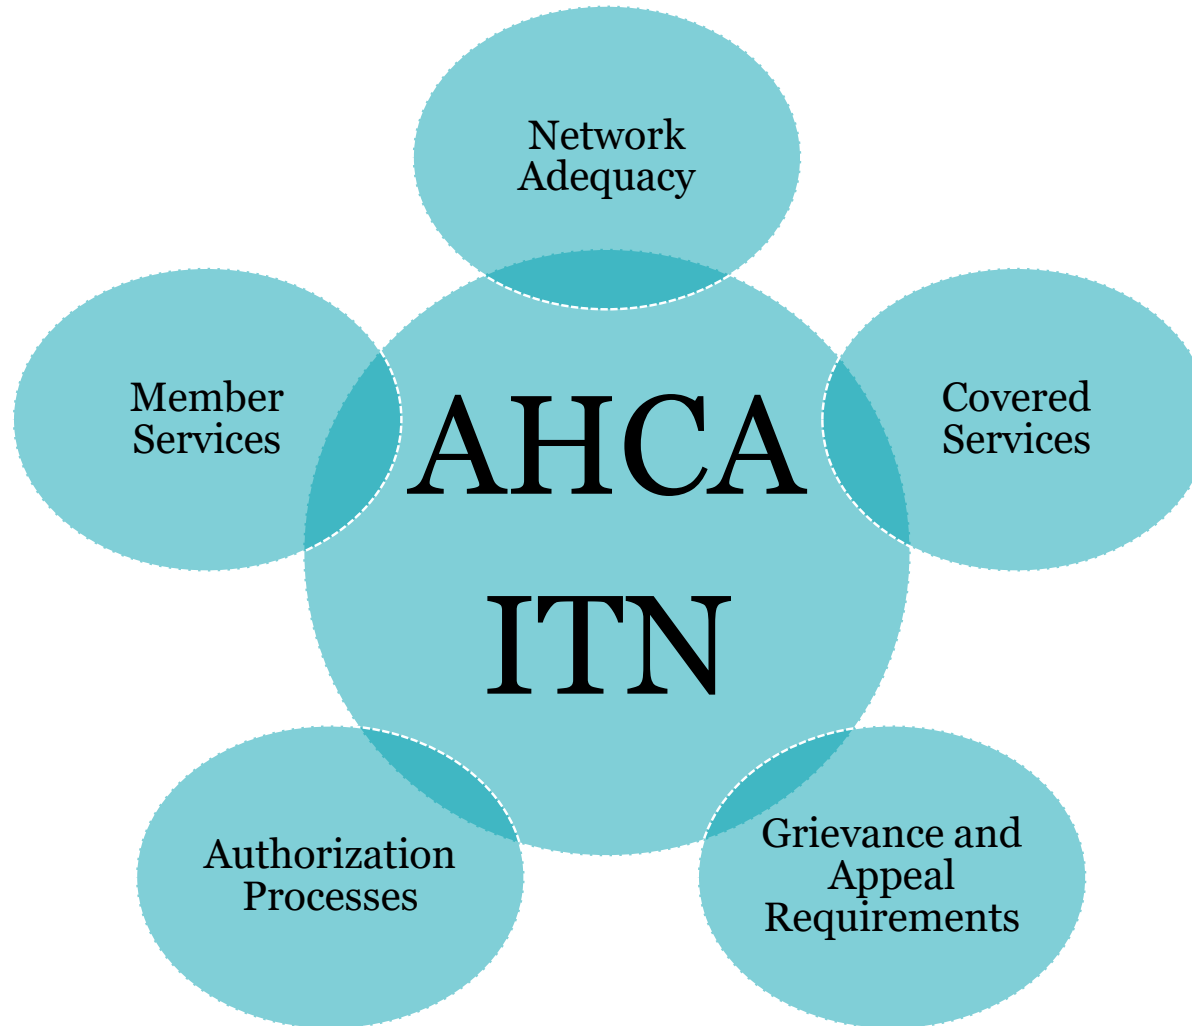 Network
Adequacy
Member
Services
AHCA
ITN
Covered
Services
Authorization
Processes
Grievance and
Appeal
Requirements